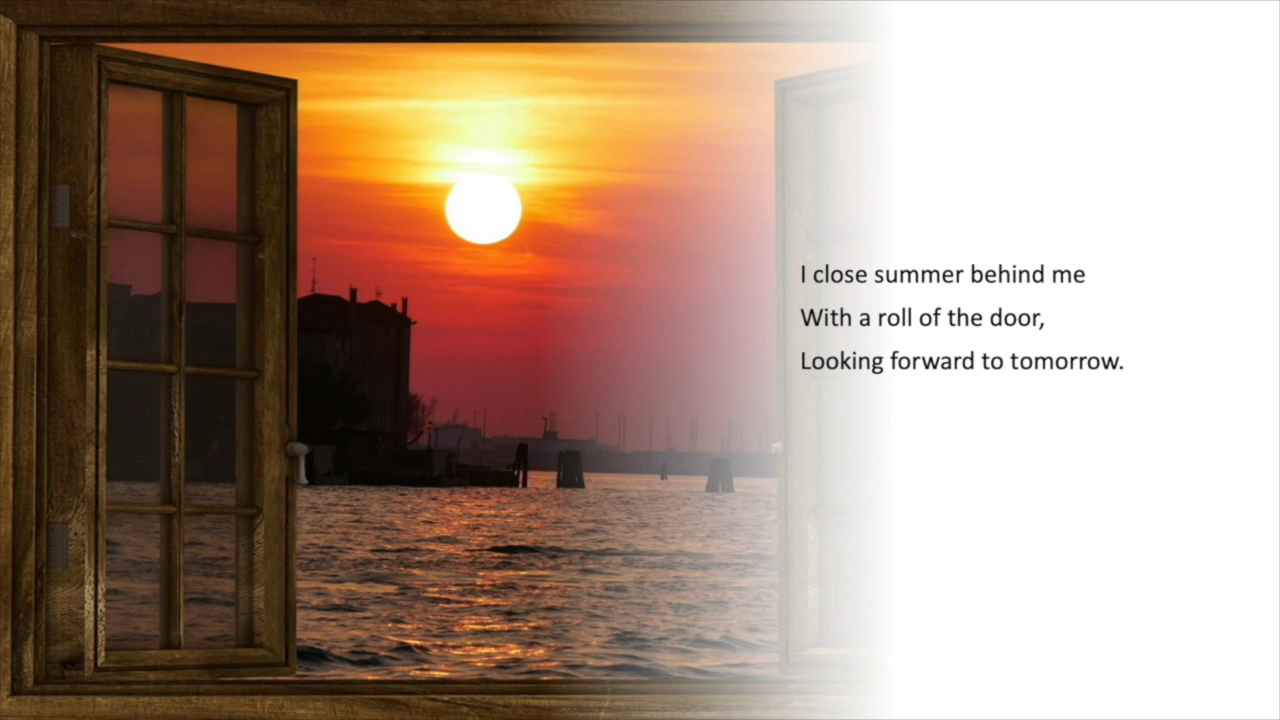 I close summer behind me
With a roll of the door,
Looking forward to tomorrow.